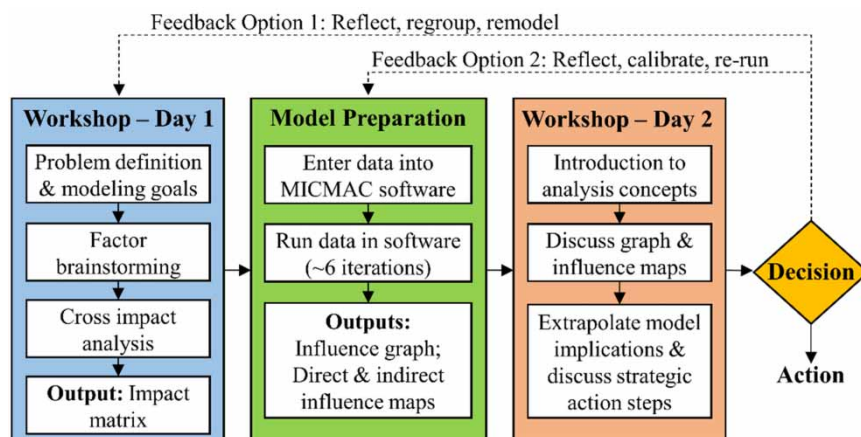 Feedback Option 1: Reflect, regroup, remodel
Feedback Option 2: Reflect, calibrate, re-run
Workshop – Day 1
Problem definition
& modeling goals
Factor
brainstorming
Cross impact
analysis
Output: Impact
matrix
Model Preparation
Enter data into
MICMAC software
Run data in software
(~6 iterations)
Outputs:
Influence graph;
Direct & indirect
influence maps
Workshop – Day 2
Introduction to
analysis concepts
Discuss graph &
influence maps
Extrapolate model
implications &
discuss strategic
action steps
Decision
Action